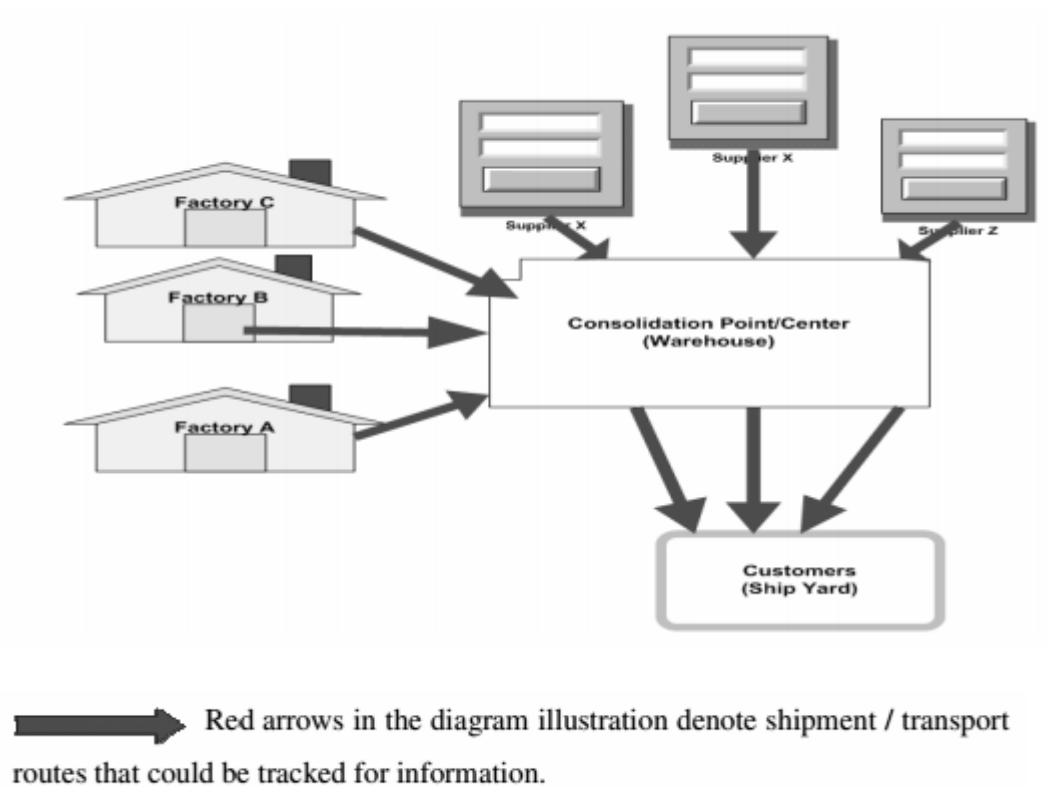 Supplier X
Supplier X
Supplier Z
Factory C
Factory B
Factory A
Consolidation Point/Center
(Warehouse)
Customers
(Ship Yard)
Red arrows in the diagram illustration denote shipment / transport
routes that could be tracked for information.